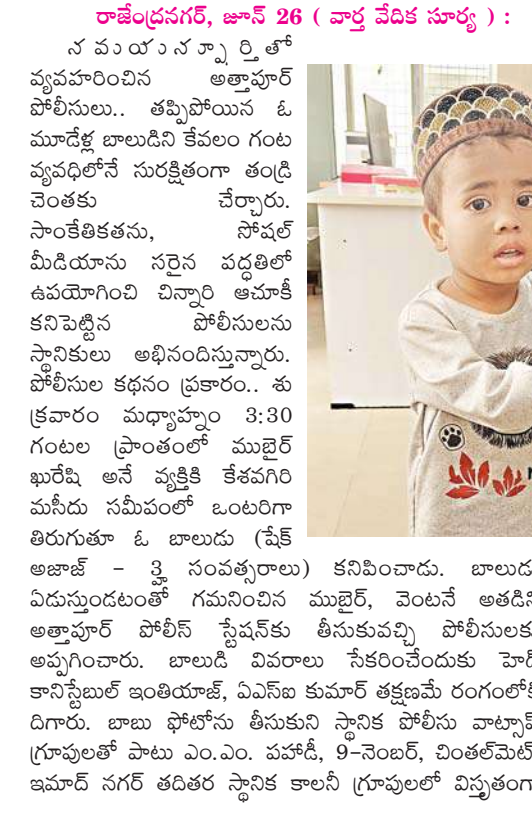 రాజేంద్రనగర్, జూన్ 26 ( వార్త వేదిక సూర్య ) :
సమయస్ఫూర్తితో
వ్యవహరించిన అత్తాపూర్
పోలీసులు.. తప్పిపోయిన ఓ
మూడేళ్ల బాలుడిని కేవలం గంట
వ్యవధిలోనే సురక్షితంగా తండ్రి
చెంతకు చేర్చారు.
సాంకేతికతను, సోషల్
మీడియాను సరైన పద్ధతిలో
ఉపయోగించి చిన్నారి ఆచూకీ
కనిపెట్టిన పోలీసులను
స్థానికులు అభినందిస్తున్నారు.
పోలీసుల కథనం ప్రకారం.. శు
క్రవారం మధ్యాహ్నం 3:30
గంటల ప్రాంతంలో ముబైర్
ఖురేషి అనే వ్యక్తికి కేశవగిరి
మసీదు సమీపంలో ఒంటరిగా
తిరుగుతూ ఓ బాలుడు (షేక్
అజాజ్ - 3½ సంవత్సరాలు) కనిపించాడు. బాలుడ
ఏడుస్తుండటంతో గమనించిన ముబైర్, వెంటనే అతడిని
అత్తాపూర్ పోలీస్ స్టేషన్‌కు తీసుకువచ్చి పోలీసులక
అప్పగించారు. బాలుడి వివరాలు సేకరించేందుకు హెడ్
కానిస్టేబుల్ ఇంతియాజ్, ఏఎస్ఐ కుమార్ తక్షణమే రంగంలోక
దిగారు. బాబు ఫోటోను తీసుకుని స్థానిక పోలీసు వాట్సాప్
గ్రూపులతో పాటు ఎం.ఎం. పహాడీ, 9-నెంబర్, చింతల్‌మెట్
ఇమాద్ నగర్ తదితర స్థానిక కాలనీ గ్రూపులలో విస్తృతంగా